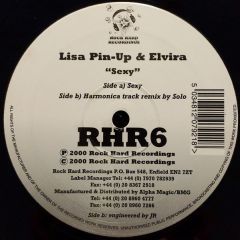 ROCK HARD
RECORDINGS
Lisa Pin-Up & Elvira
"Sexy"
Side a) Sexy
Side b) Harmonica track remix by Solo
RHR6
℗ 2000 Rock Hard Recordings
© 2000 Rock Hard Recordings
Rock Hard Recordings P.O. Box 548, Enfield EN2 7ZT
Label Manager Tel: +44 (0) 7970 782935
Fax: +44 (0) 20 8367 2518
Manufactured & Distributed by Alpha Magic/BMG
Tel: +44 (0) 20 8960 4777
Fax: +44 (0) 20 8960 7286
Side b: engineered by JR